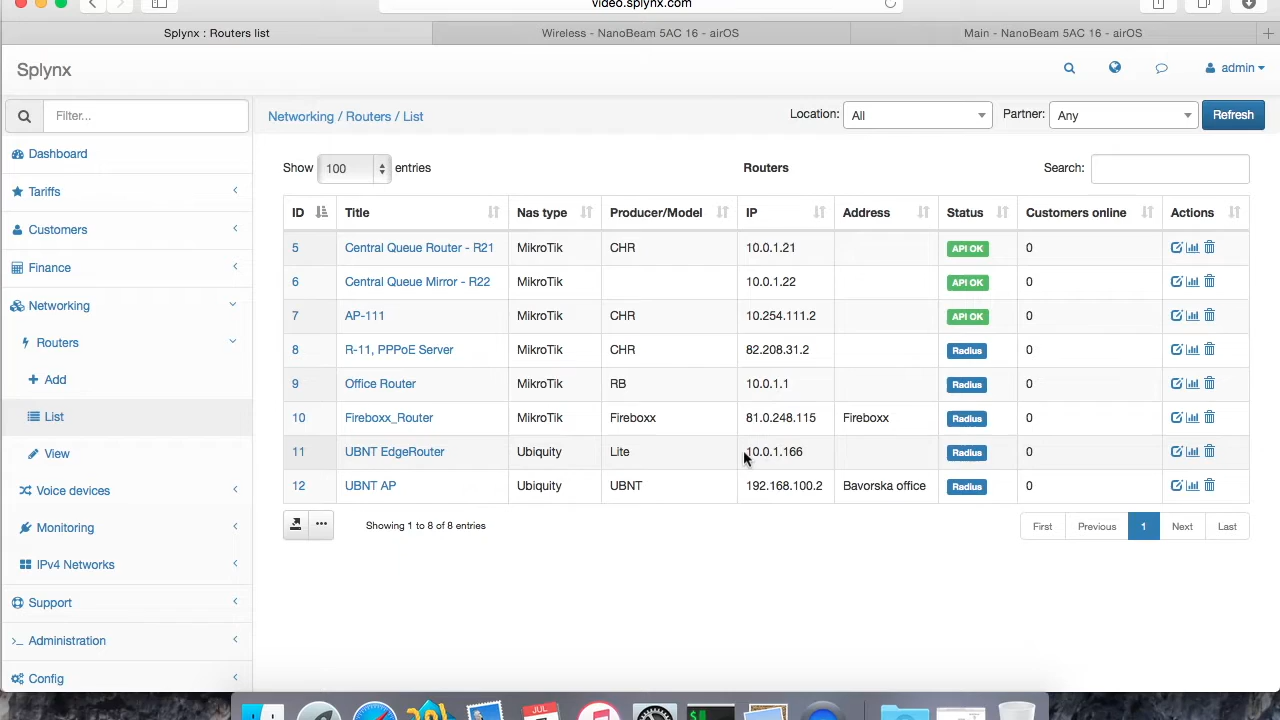 video.splynx.com
Splynx : Routers list
Wireless - NanoBeam 5AC 16 - airOS
Main - NanoBeam 5AC 16 - airOS
Splynx
admin
Filter...
Networking / Routers / List
Location: All
Partner: Any
Refresh
Dashboard
Tariffs
Customers
Finance
Networking
Routers
Add
List
View
Voice devices
Monitoring
IPv4 Networks
Support
Administration
Config
Show 100 entries
Routers
Search:
ID Title Nas type Producer/Model IP Address Status Customers online Actions
5 Central Queue Router - R21 MikroTik CHR 10.0.1.21 API OK 0
6 Central Queue Mirror - R22 MikroTik 10.0.1.22 API OK 0
7 AP-111 MikroTik CHR 10.254.111.2 API OK 0
8 R-11, PPPoE Server MikroTik CHR 82.208.31.2 Radius 0
9 Office Router MikroTik RB 10.0.1.1 Radius 0
10 Fireboxx_Router MikroTik Fireboxx 81.0.248.115 Fireboxx Radius 0
11 UBNT EdgeRouter Ubiquity Lite 10.0.1.166 Radius 0
12 UBNT AP Ubiquity UBNT 192.168.100.2 Bavorska office Radius 0
Showing 1 to 8 of 8 entries
First Previous 1 Next Last
JUL